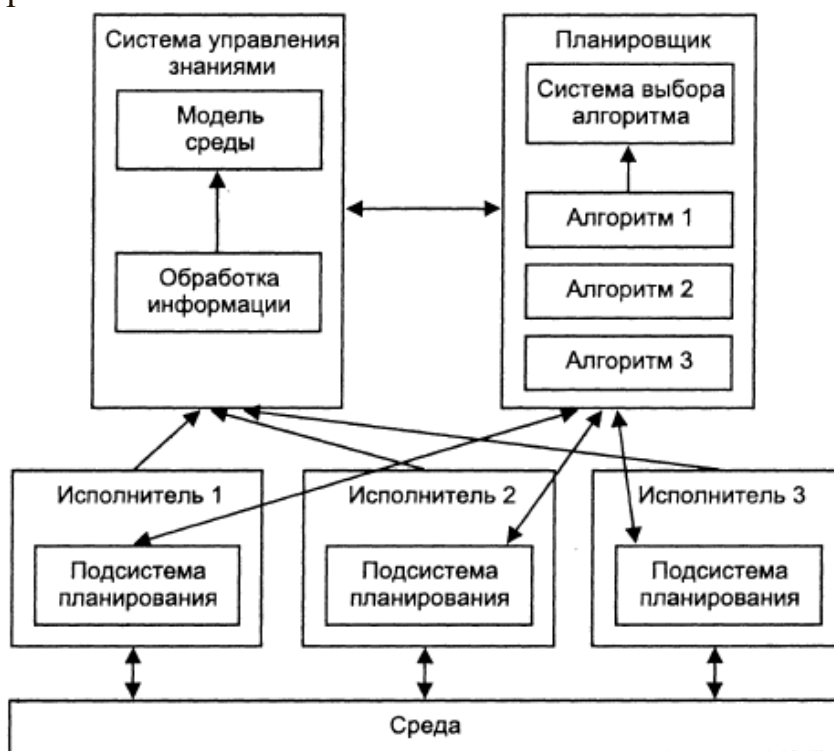 Система управления
знаниями
Модель
среды
Обработка
информации
Планировщик
Система выбора
алгоритма
Алгоритм 1
Алгоритм 2
Алгоритм 3
Исполнитель 1
Подсистема
планирования
Исполнитель 2
Подсистема
планирования
Исполнитель 3
Подсистема
планирования
Среда